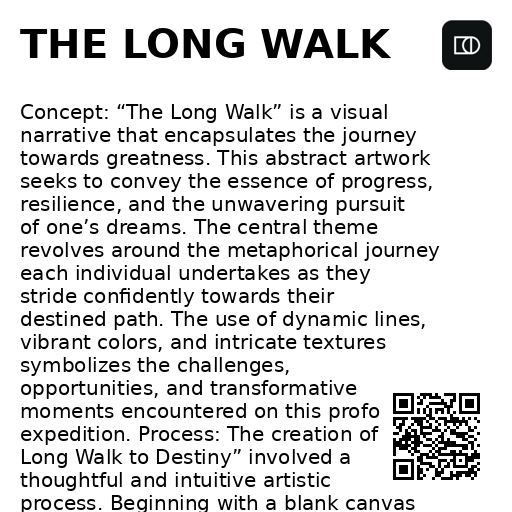 THE LONG WALK
Concept: “The Long Walk” is a visual
narrative that encapsulates the journey
towards greatness. This abstract artwork
seeks to convey the essence of progress,
resilience, and the unwavering pursuit
of one’s dreams. The central theme
revolves around the metaphorical journey
each individual undertakes as they
stride confidently towards their
destined path. The use of dynamic lines,
vibrant colors, and intricate textures
symbolizes the challenges,
opportunities, and transformative
moments encountered on this profo
expedition. Process: The creation of
Long Walk to Destiny” involved a
thoughtful and intuitive artistic
process. Beginning with a blank canvas